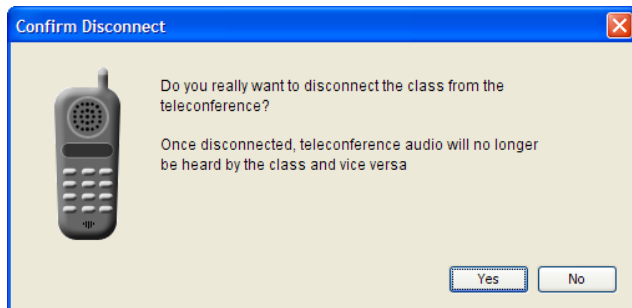 Confirm Disconnect
Do you really want to disconnect the class from the
teleconference?
Once disconnected, teleconference audio will no longer
be heard by the class and vice versa
Yes No